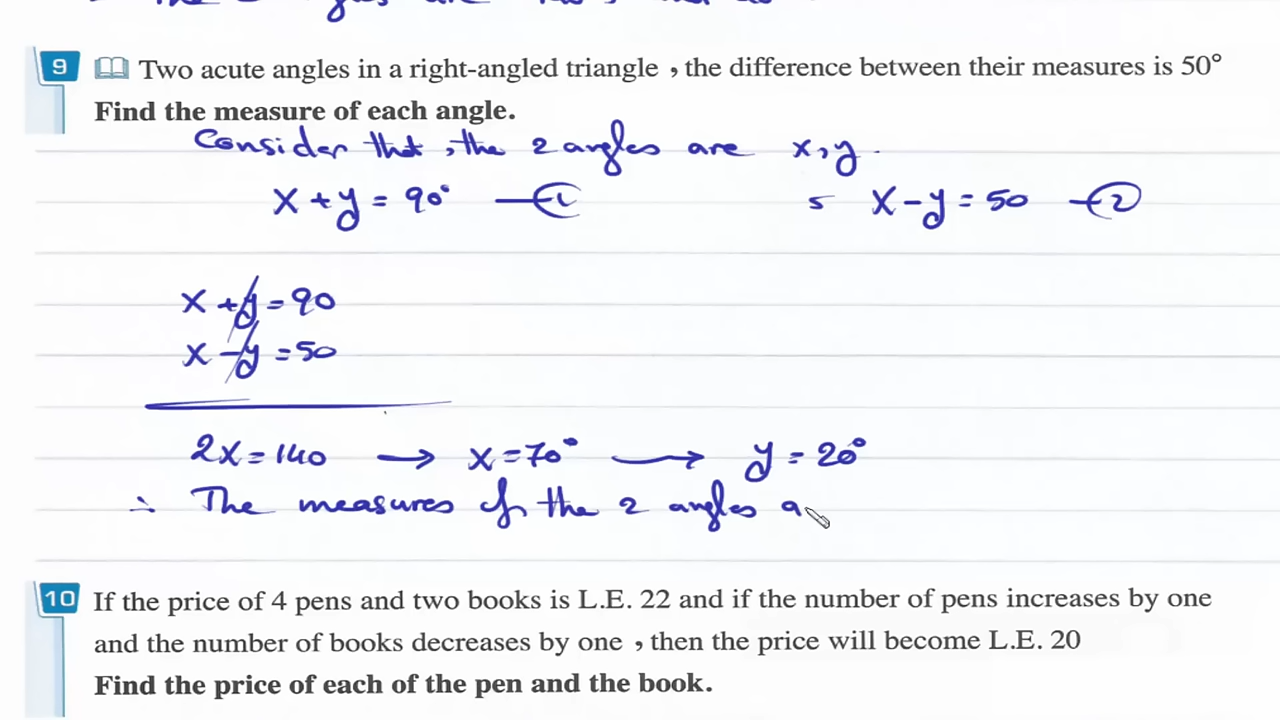 9 Two acute angles in a right-angled triangle , the difference between their measures is 50°
Find the measure of each angle.
Consider that , the 2 angles are x , y .
x + y = 90° — ①
, x - y = 50 — ②
x + y = 90
x - y = 50
2x = 140 → x = 70° → y = 20°
∴ The measures of the 2 angles a
10 If the price of 4 pens and two books is L.E. 22 and if the number of pens increases by one
and the number of books decreases by one , then the price will become L.E. 20
Find the price of each of the pen and the book.